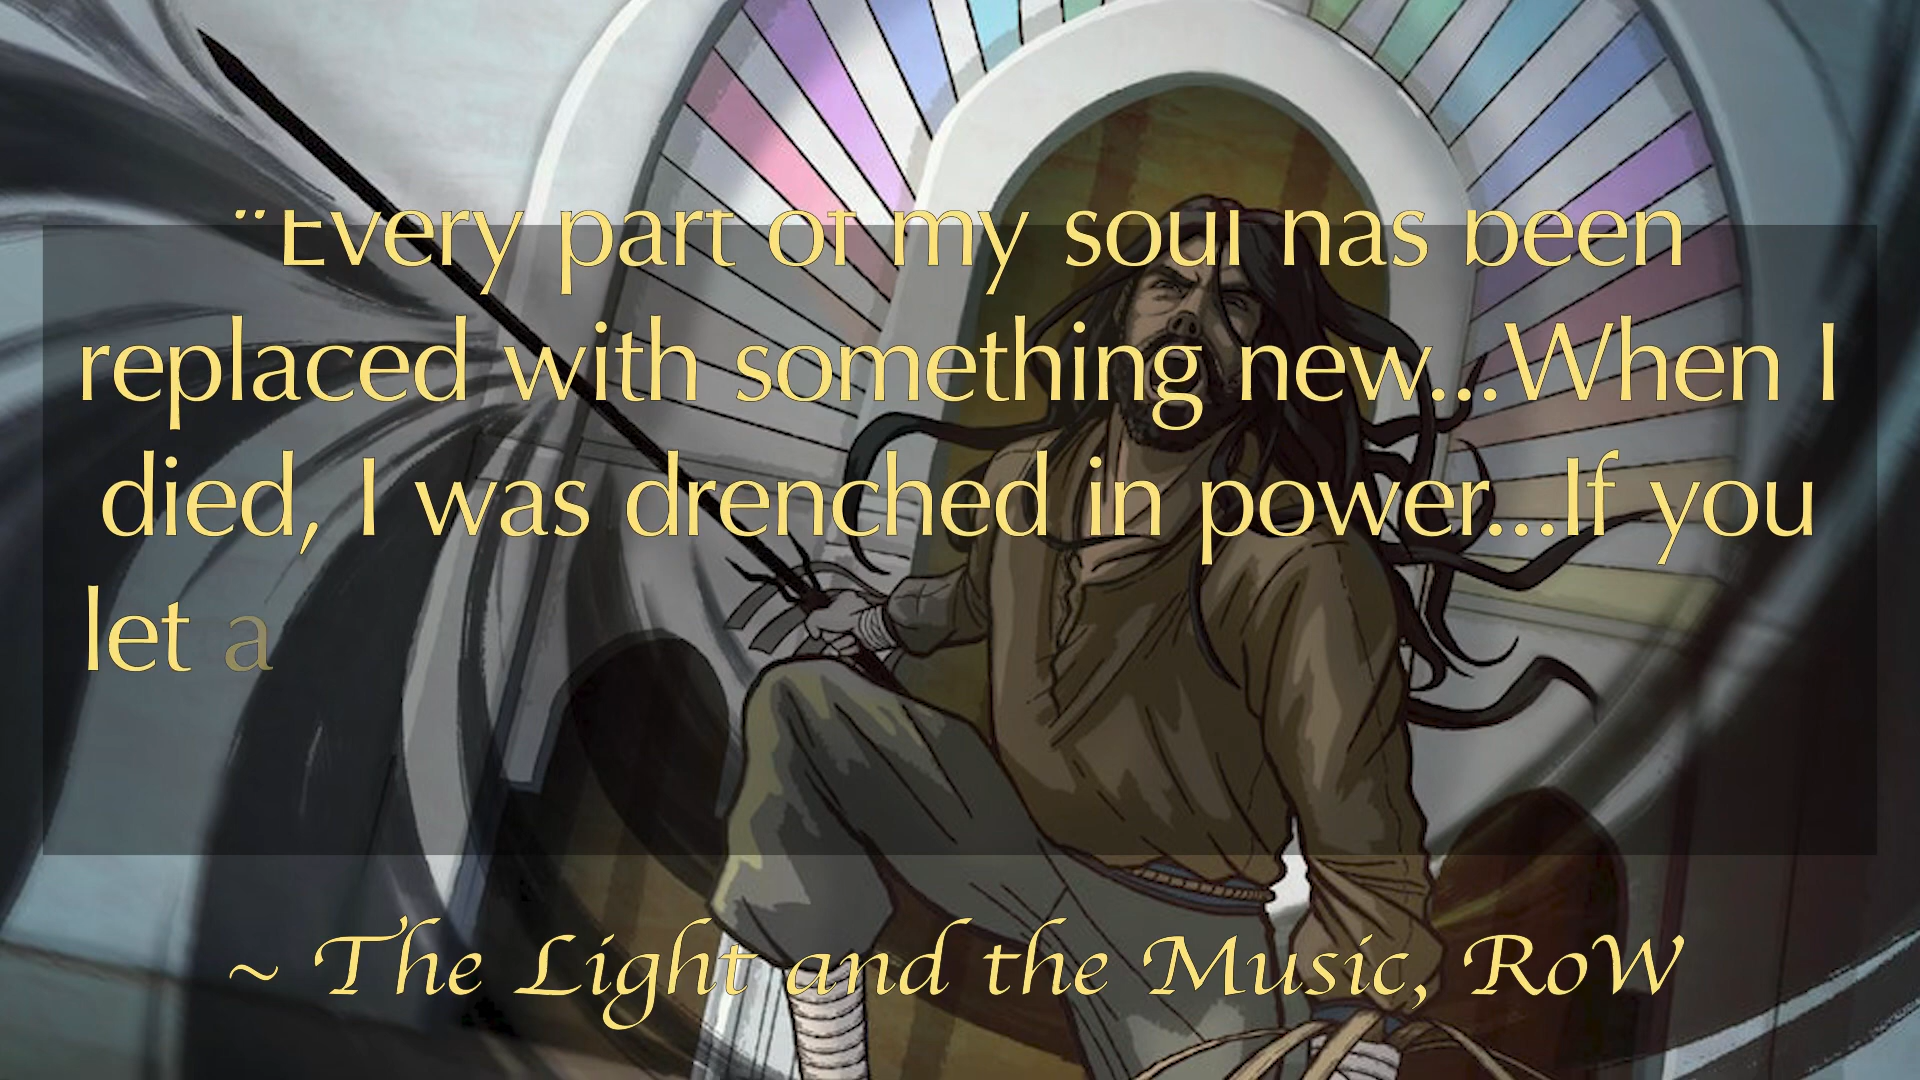 "Every part of my soul has been
replaced with something new...When I
died, I was drenched in power...If you
let a
~ The Light and the Music, RoW